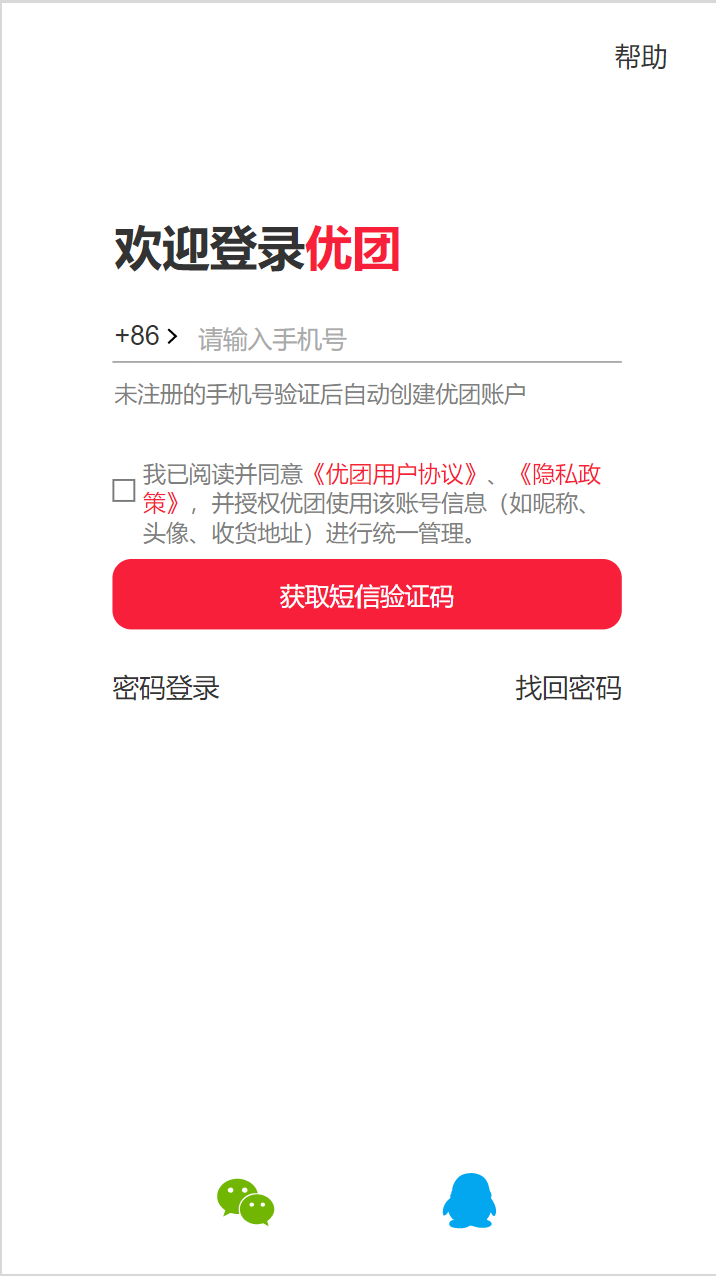 帮助
欢迎登录优团
+86 请输入手机号
未注册的手机号验证后自动创建优团账户
我已阅读并同意《优团用户协议》、《隐私政
策》，并授权优团使用该账号信息（如昵称、
头像、收货地址）进行统一管理。
获取短信验证码
密码登录 找回密码